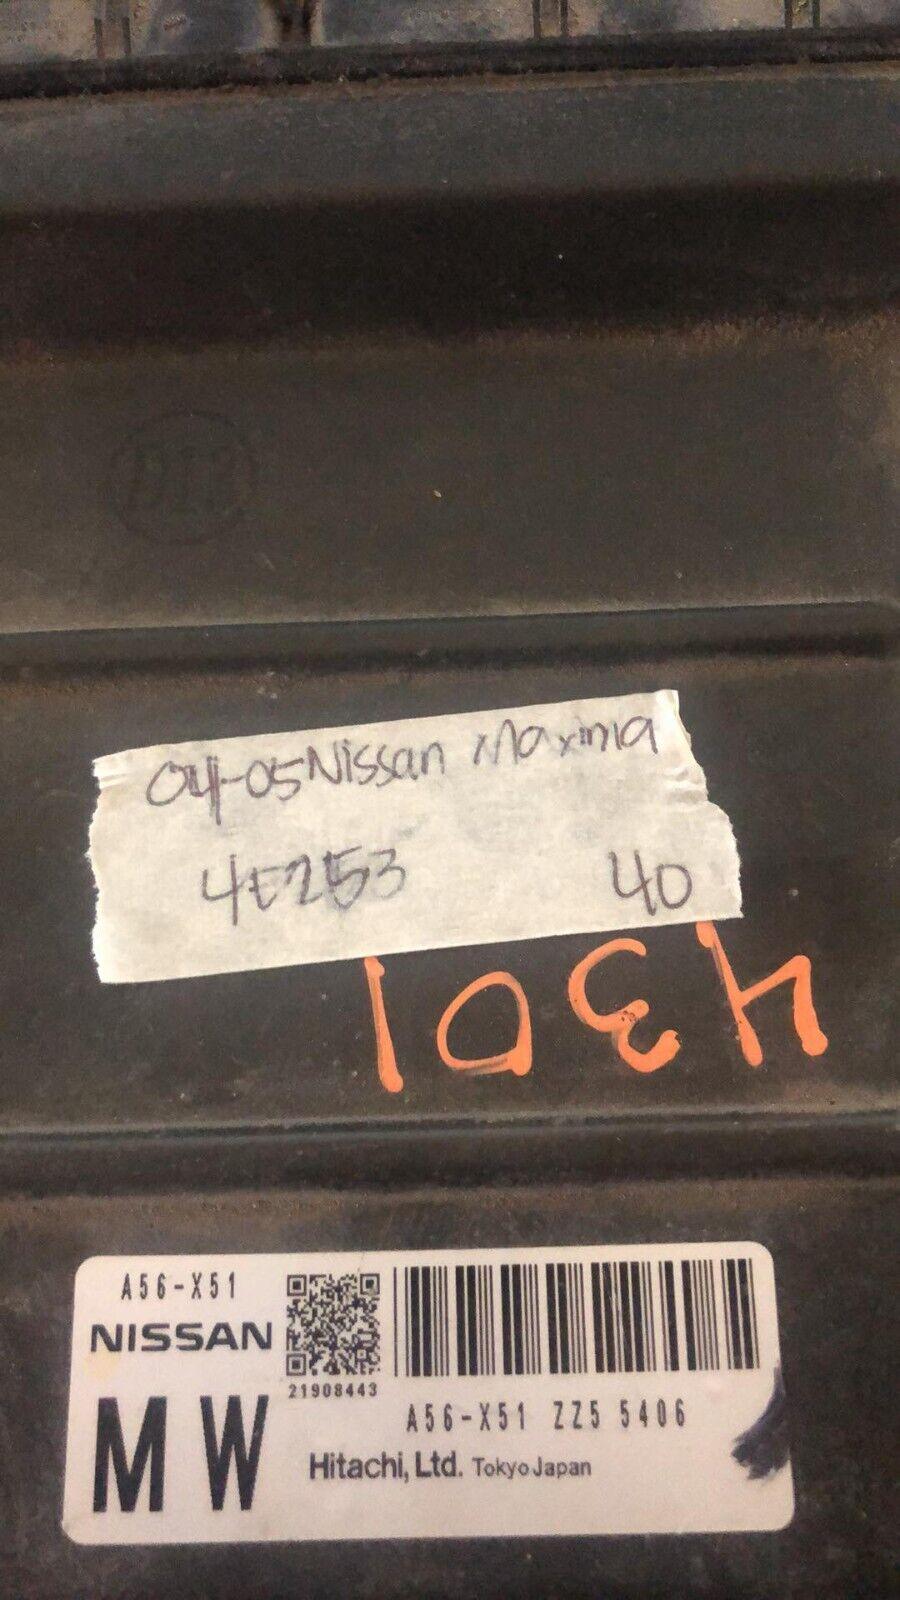 04-05 Nissan Maxima
4E253 40
4301
A56-X51
NISSAN
21908443
MW
A56-X51 ZZ5 5406
Hitachi, Ltd. Tokyo Japan